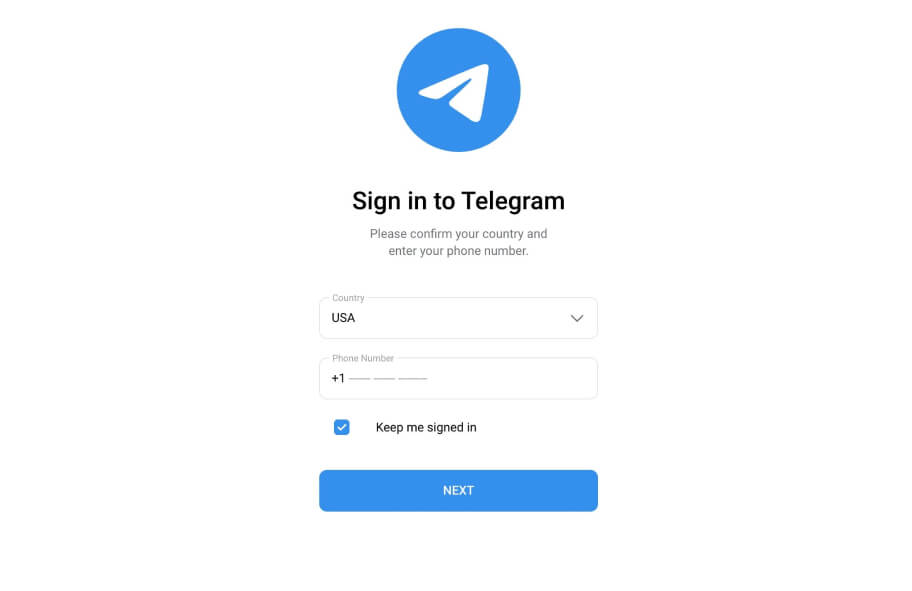 Sign in to Telegram
Please confirm your country and
enter your phone number.
Country
USA
Phone Number
+1
Keep me signed in
NEXT